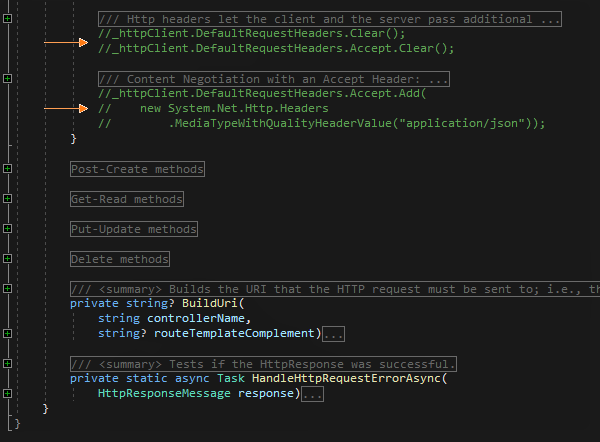 /// Http headers let the client and the server pass additional ...
//_httpClient.DefaultRequestHeaders.Clear();
//_httpClient.DefaultRequestHeaders.Accept.Clear();
/// Content Negotiation with an Accept Header: ...
//_httpClient.DefaultRequestHeaders.Accept.Add(
//    new System.Net.Http.Headers
//        .MediaTypeWithQualityHeaderValue("application/json"));
}
Post-Create methods
Get-Read methods
Put-Update methods
Delete methods
/// <summary> Builds the URI that the HTTP request must be sent to; i.e., th
private string? BuildUri(
    string controllerName,
    string? routeTemplateComplement)...
/// <summary> Tests if the HttpResponse was successful.
private static async Task HandleHttpRequestErrorAsync(
    HttpResponseMessage response)...
}
}